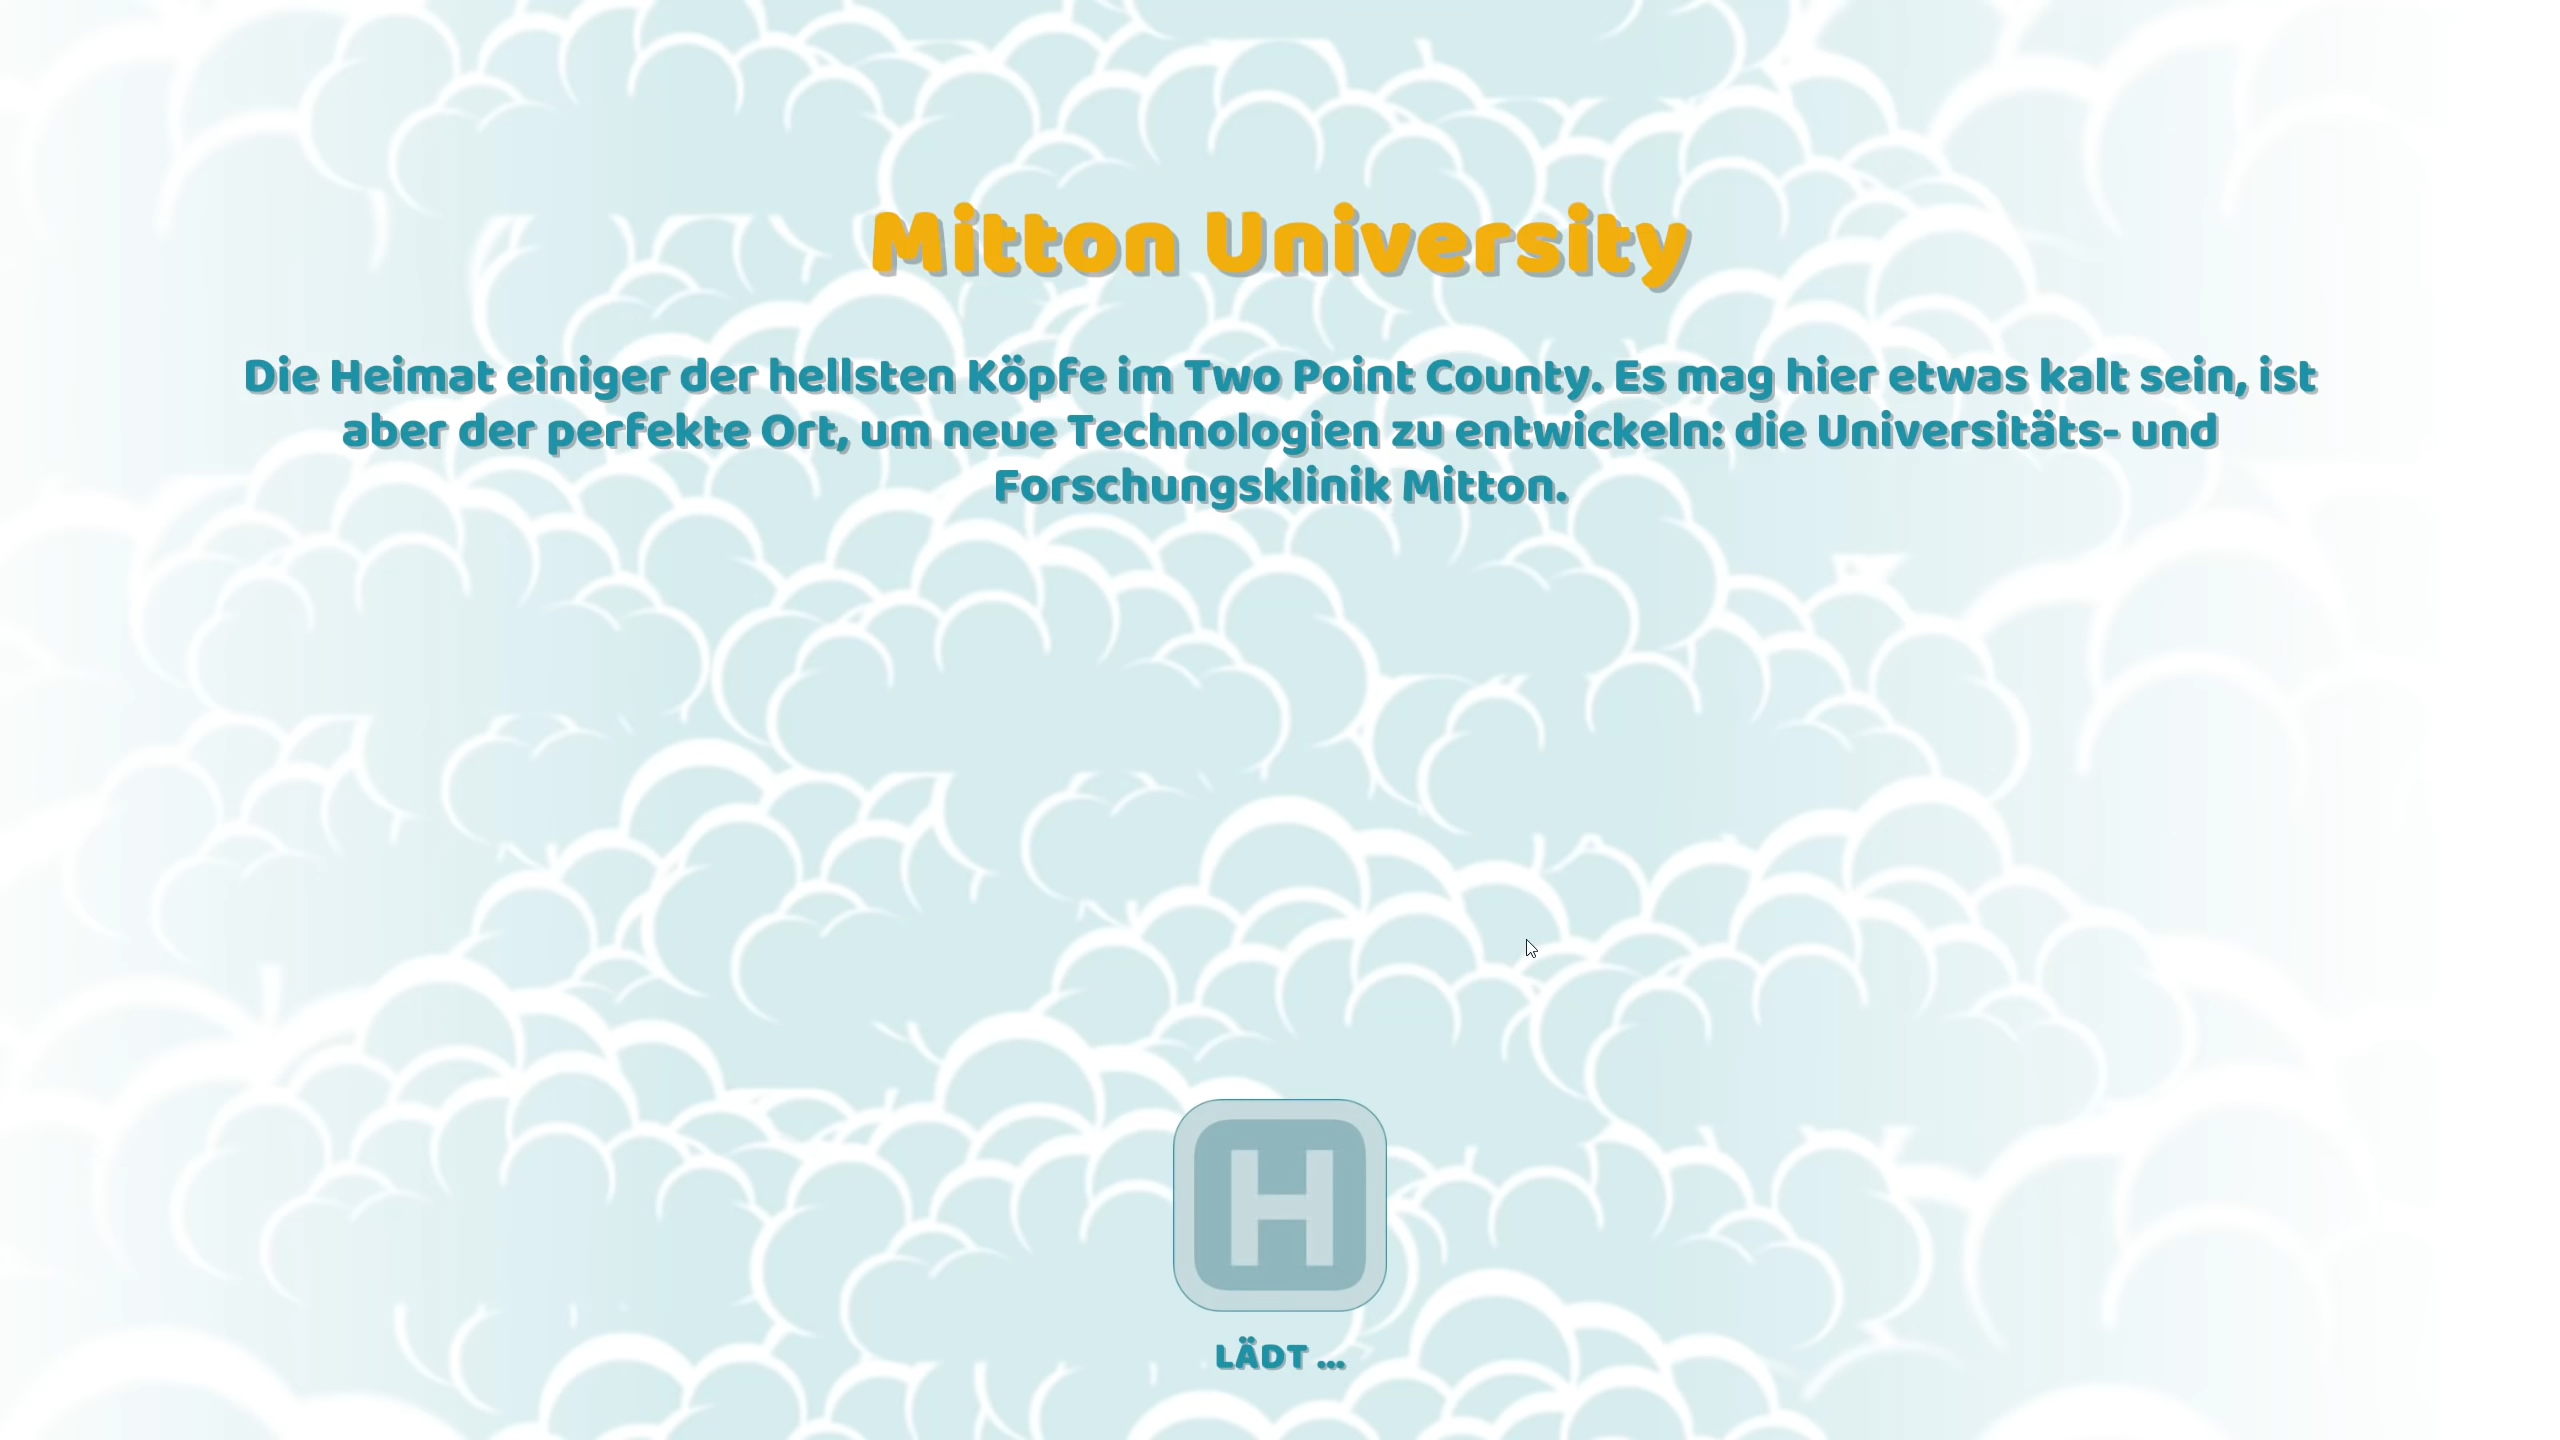 Mitton University
Die Heimat einiger der hellsten Köpfe im Two Point County. Es mag hier etwas kalt sein, ist
aber der perfekte Ort, um neue Technologien zu entwickeln: die Universitäts- und
Forschungsklinik Mitton.
H
LÄDT ...